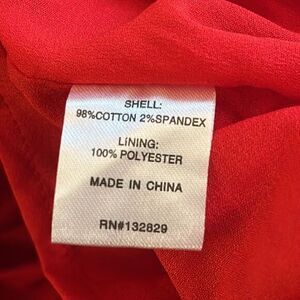 SHELL:
98%COTTON 2%SPANDEX
LINING:
100% POLYESTER
MADE IN CHINA
RN#132829